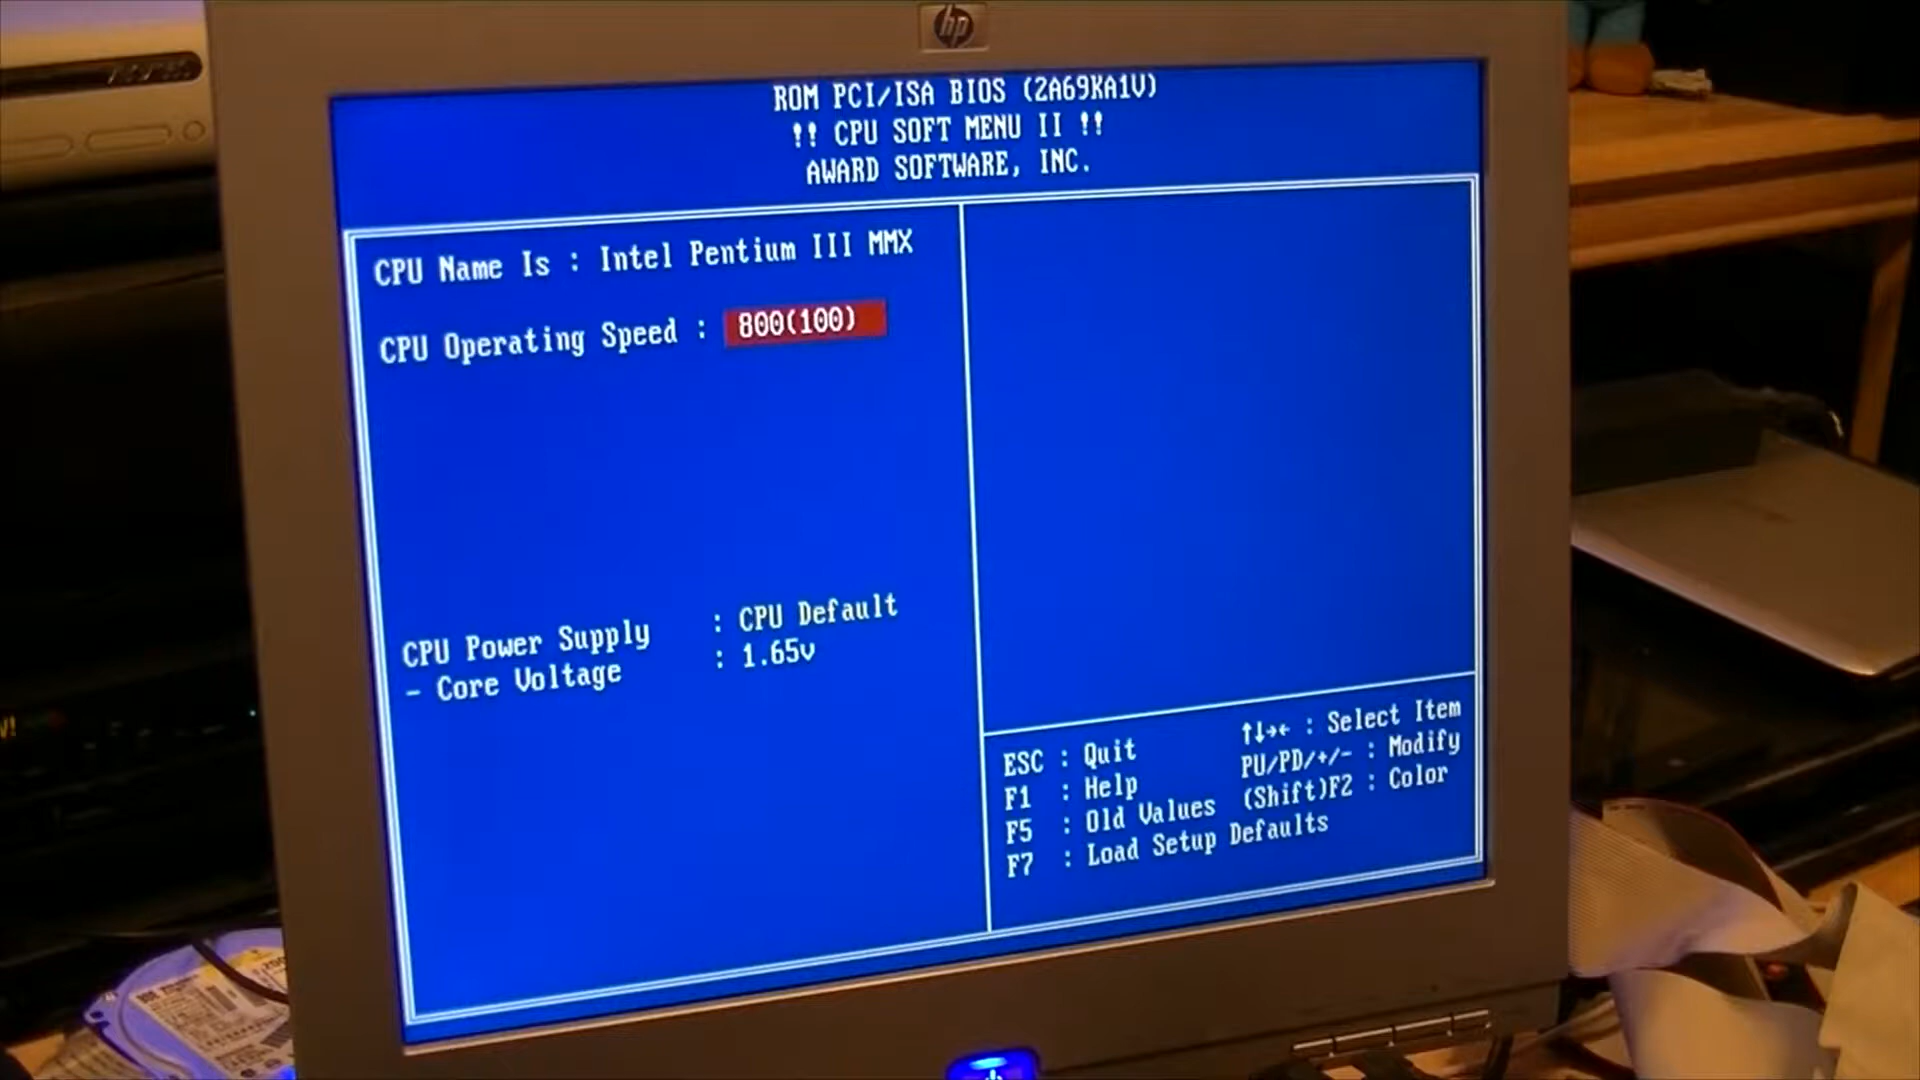 hp
ROM PCI/ISA BIOS (2A69KA1V)
!! CPU SOFT MENU II !!
AWARD SOFTWARE, INC.
CPU Name Is : Intel Pentium III MMX
CPU Operating Speed : 800(100)
CPU Power Supply : CPU Default
- Core Voltage : 1.65v
ESC : Quit ↑↓→← : Select Item
F1 : Help PU/PD/+/- : Modify
F5 : Old Values (Shift)F2 : Color
F7 : Load Setup Defaults